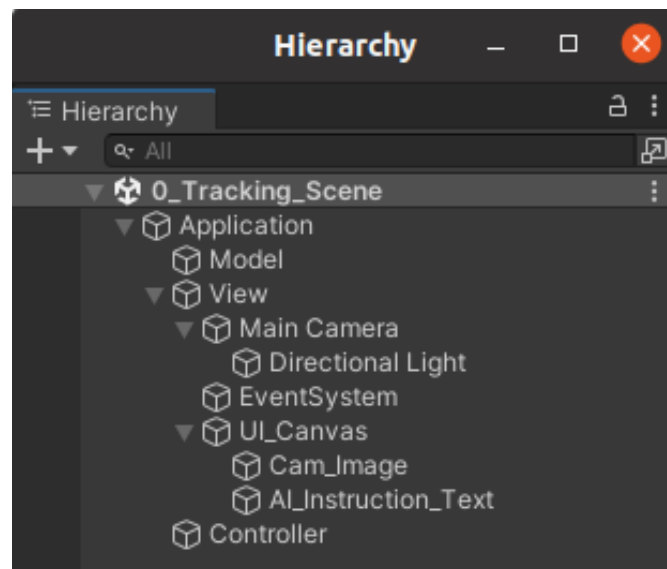 Hierarchy
Hierarchy
All
0_Tracking_Scene
Application
Model
View
Main Camera
Directional Light
EventSystem
UI_Canvas
Cam_Image
AI_Instruction_Text
Controller